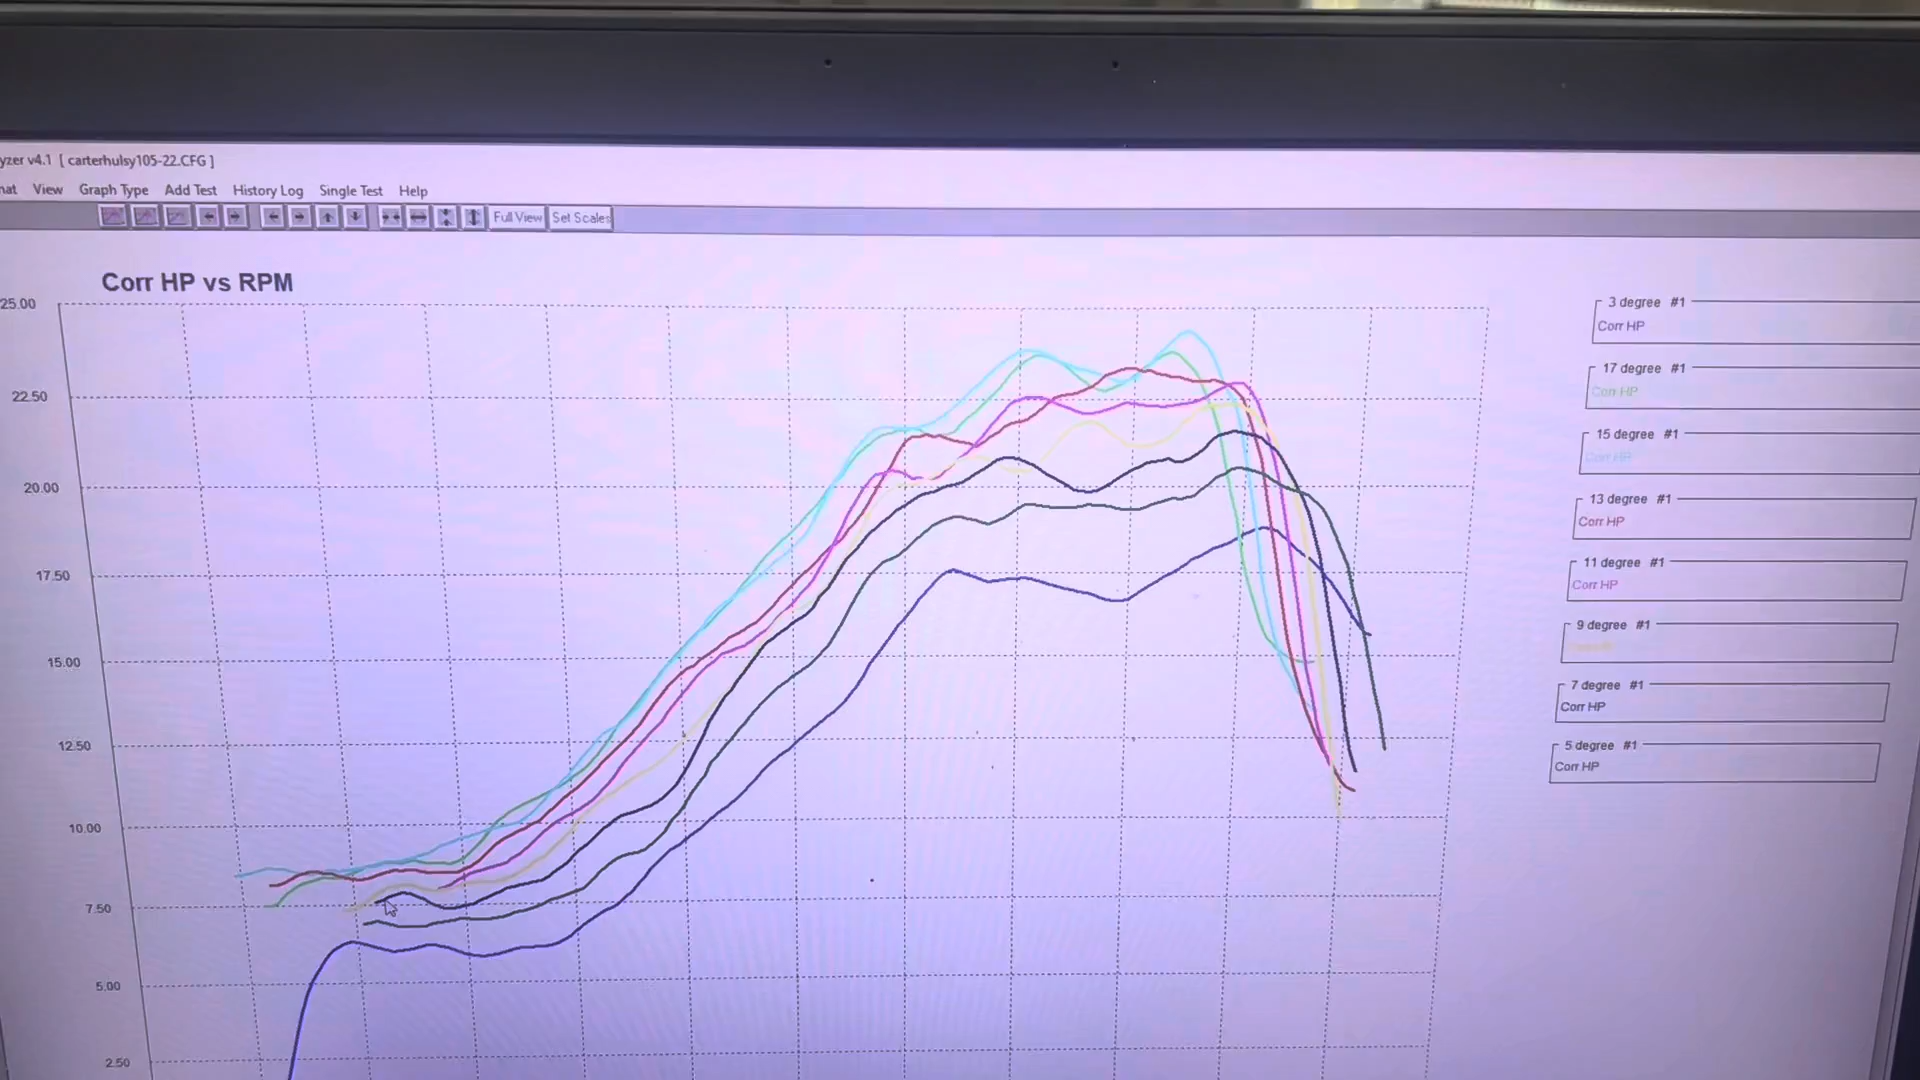 yzer v4.1 [ carterhulsy105-22.CFG ]
nat View Graph Type Add Test History Log Single Test Help
Full View Set Scales
Corr HP vs RPM
25.00
22.50
20.00
17.50
15.00
12.50
10.00
7.50
5.00
2.50
3 degree #1
Corr HP
17 degree #1
Corr HP
15 degree #1
Corr HP
13 degree #1
Corr HP
11 degree #1
Corr HP
9 degree #1
7 degree #1
Corr HP
5 degree #1
Corr HP